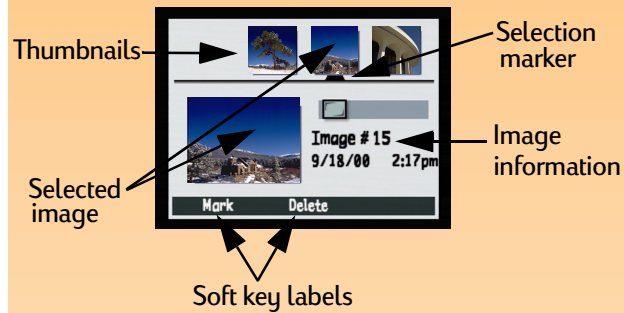 Thumbnails
Selection
marker
Image # 15
9/18/00 2:17pm
Image
information
Selected
image
Mark Delete
Soft key labels